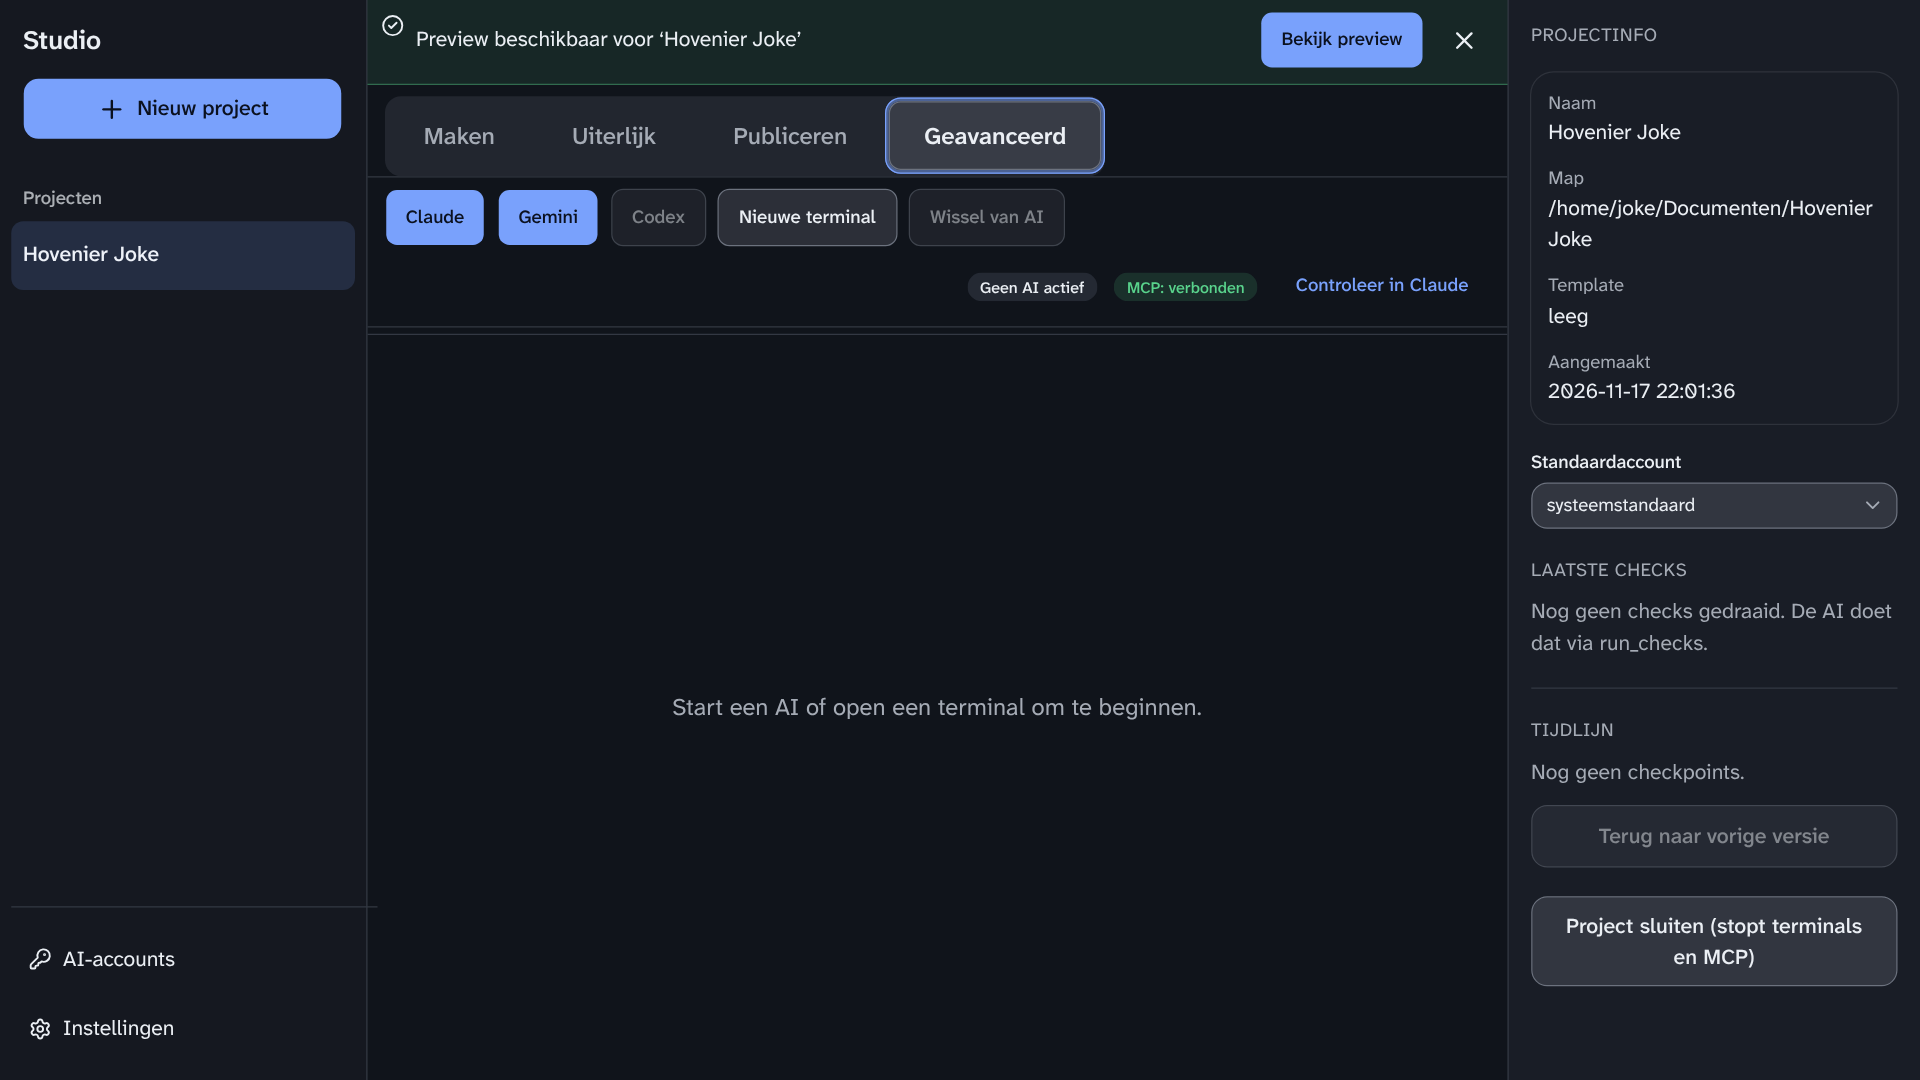 Studio
Nieuw project
Projecten
Hovenier Joke
AI-accounts
Instellingen
Preview beschikbaar voor ‘Hovenier Joke’
Bekijk preview
Maken
Uiterlijk
Publiceren
Geavanceerd
Claude
Gemini
Codex
Nieuwe terminal
Wissel van AI
Geen AI actief
MCP: verbonden
Controleer in Claude
Start een AI of open een terminal om te beginnen.
PROJECTINFO
Naam
Hovenier Joke
Map
/home/joke/Documenten/Hovenier
Joke
Template
leeg
Aangemaakt
2026-11-17 22:01:36
Standaardaccount
systeemstandaard
LAATSTE CHECKS
Nog geen checks gedraaid. De AI doet
dat via run_checks.
TIJDLIJN
Nog geen checkpoints.
Terug naar vorige versie
Project sluiten (stopt terminals
en MCP)